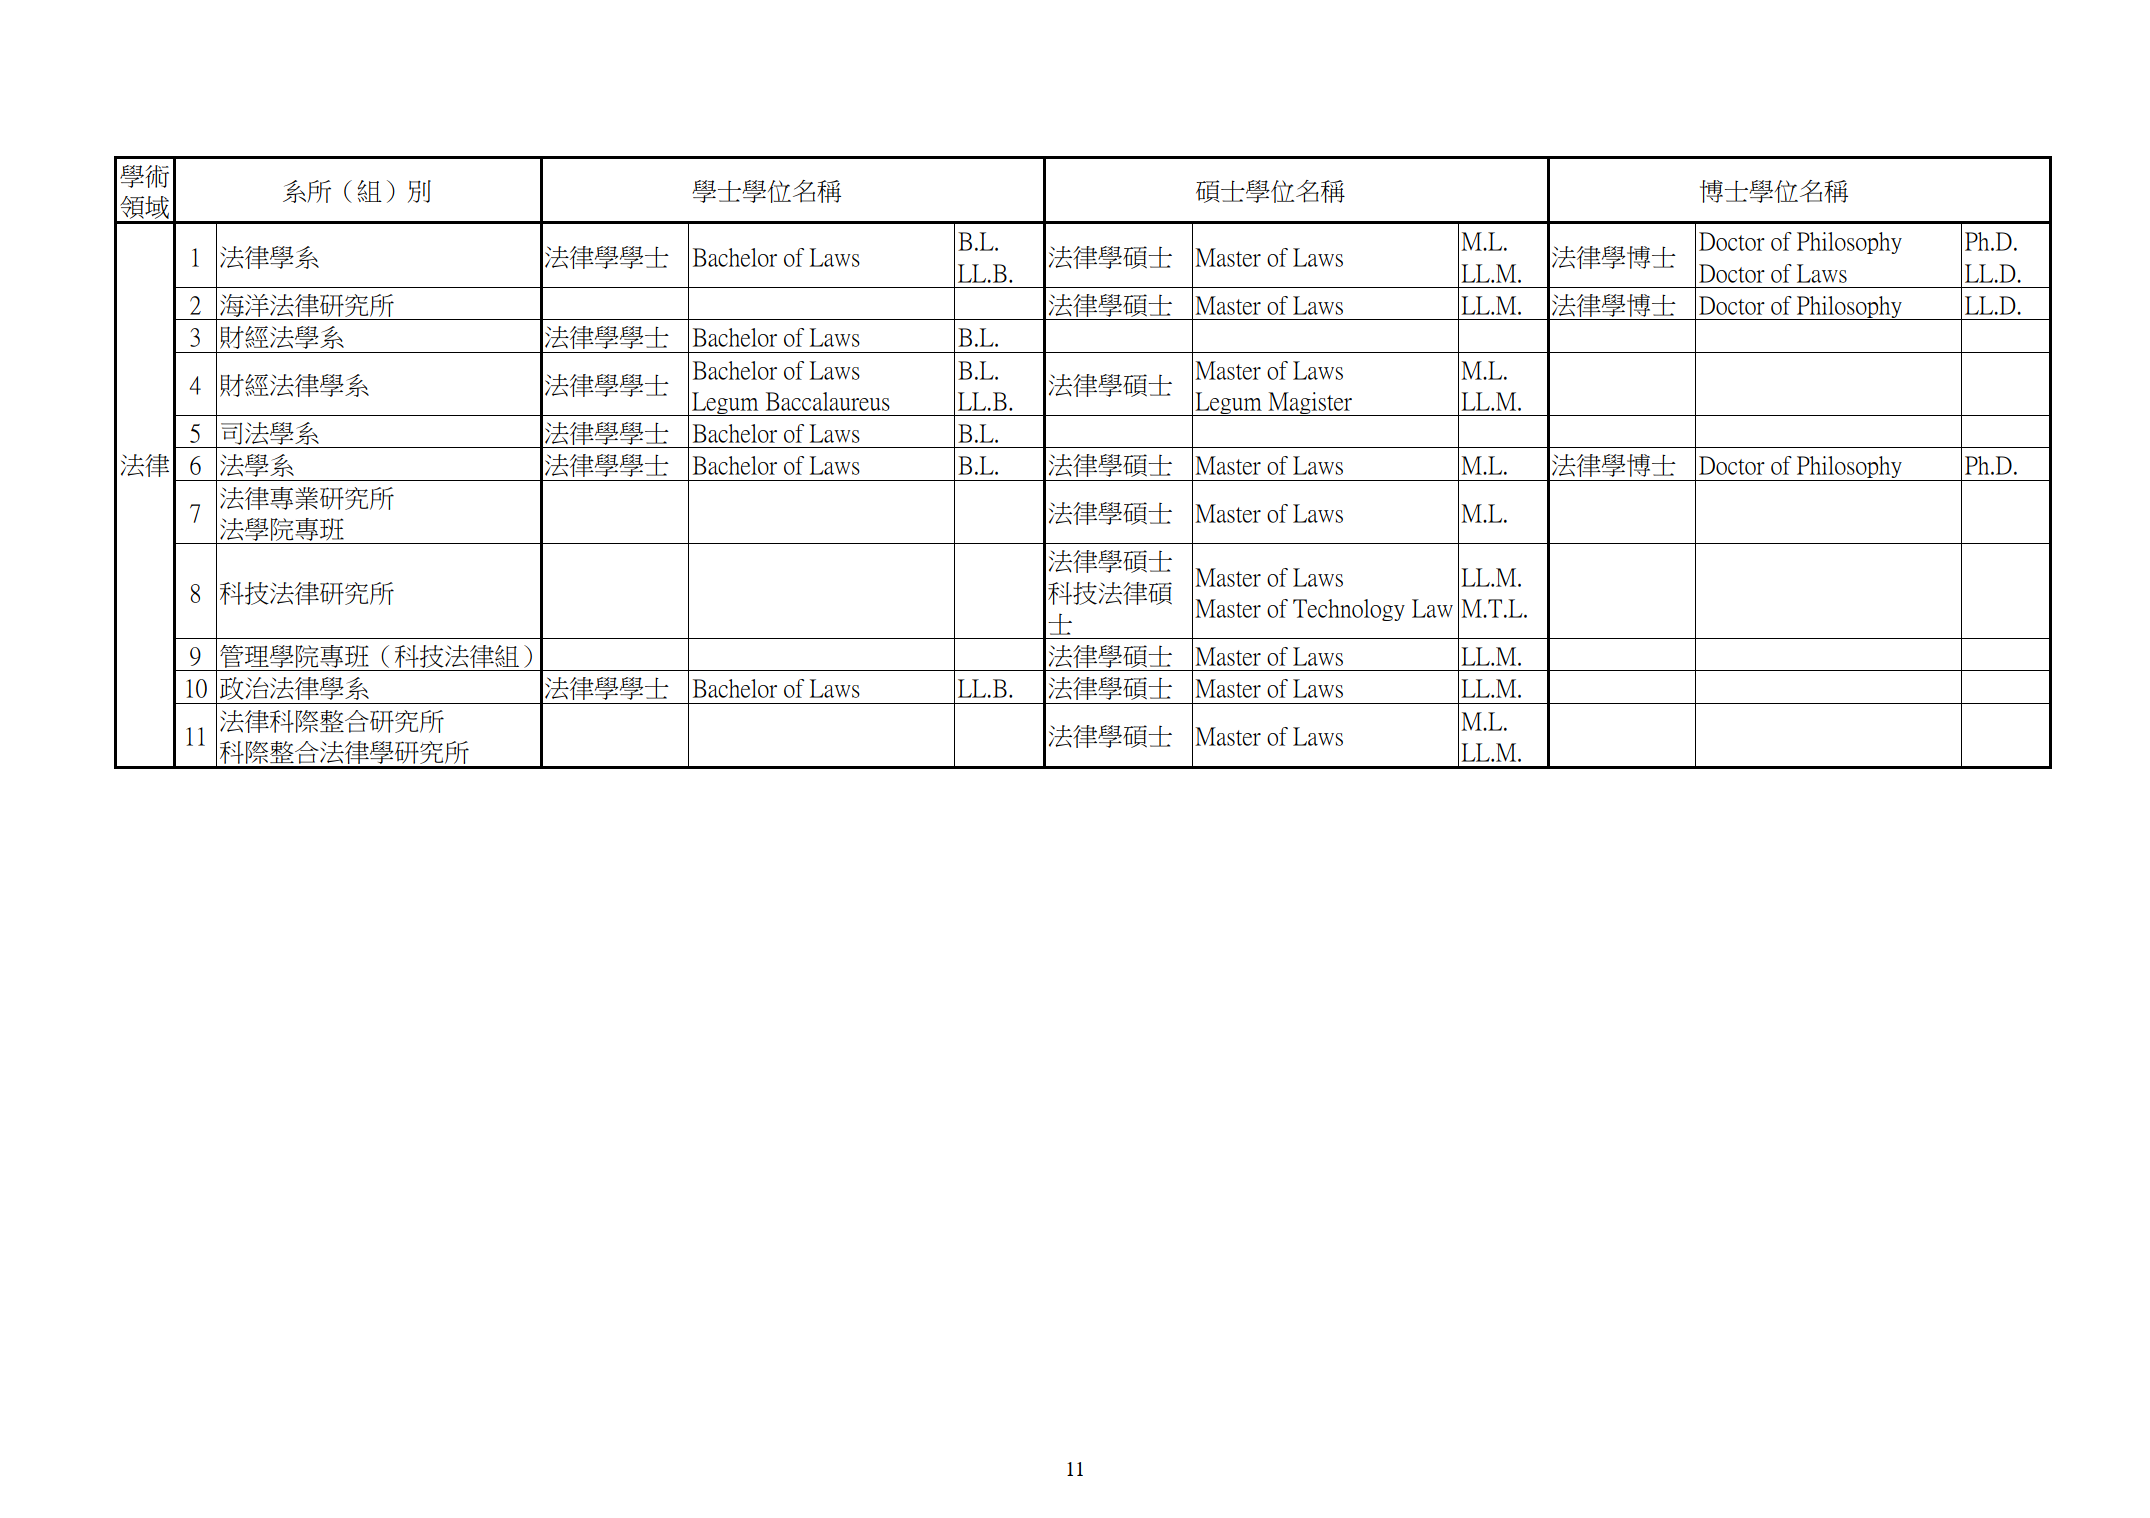 學術
領域
系所（組）別 學士學位名稱 碩士學位名稱 博士學位名稱
法律
1 法律學系 法律學學士 Bachelor of Laws B.L.
LL.B. 法律學碩士 Master of Laws M.L.
LL.M. 法律學博士 Doctor of Philosophy
Doctor of Laws Ph.D.
LL.D.
2 海洋法律研究所 法律學碩士 Master of Laws LL.M. 法律學博士 Doctor of Philosophy LL.D.
3 財經法學系 法律學學士 Bachelor of Laws B.L.
4 財經法律學系 法律學學士 Bachelor of Laws
Legum Baccalaureus B.L.
LL.B. 法律學碩士 Master of Laws
Legum Magister M.L.
LL.M.
5 司法學系 法律學學士 Bachelor of Laws B.L.
6 法學系 法律學學士 Bachelor of Laws B.L. 法律學碩士 Master of Laws M.L. 法律學博士 Doctor of Philosophy Ph.D.
7 法律專業研究所
法學院專班 法律學碩士 Master of Laws M.L.
8 科技法律研究所 法律學碩士
科技法律碩
士 Master of Laws
Master of Technology Law LL.M.
M.T.L.
9 管理學院專班（科技法律組） 法律學碩士 Master of Laws LL.M.
10 政治法律學系 法律學學士 Bachelor of Laws LL.B. 法律學碩士 Master of Laws LL.M.
11 法律科際整合研究所
科際整合法律學研究所 法律學碩士 Master of Laws M.L.
LL.M.
11